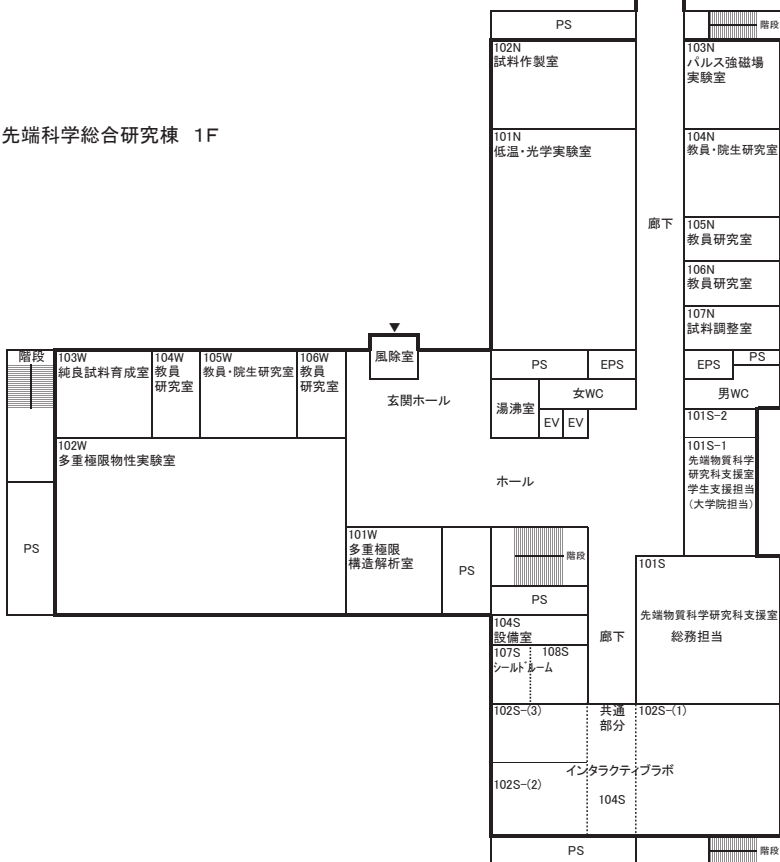 PS
階段
102N
試料作製室
103N
パルス強磁場
実験室
先端科学総合研究棟 1F
101N
低温・光学実験室
104N
教員・院生研究室
廊下
105N
教員研究室
106N
教員研究室
107N
試料調整室
▼
風除室
階段
103W
純良試料育成室
104W
教員
研究室
105W
教員・院生研究室
106W
教員
研究室
玄関ホール
PS
EPS
EPS
PS
湯沸室
女WC
男WC
EV
EV
101S-2
102W
多重極限物性実験室
101S-1
先端物質科学
研究科支援室
学生支援担当
(大学院担当)
ホール
PS
101W
多重極限
構造解析室
PS
階段
PS
101S
先端物質科学研究科支援室
総務担当
104S
設備室
廊下
107S
108S
シールドルーム
102S-(3)
共通
部分
102S-(1)
インタラクティブラボ
102S-(2)
104S
PS
階段